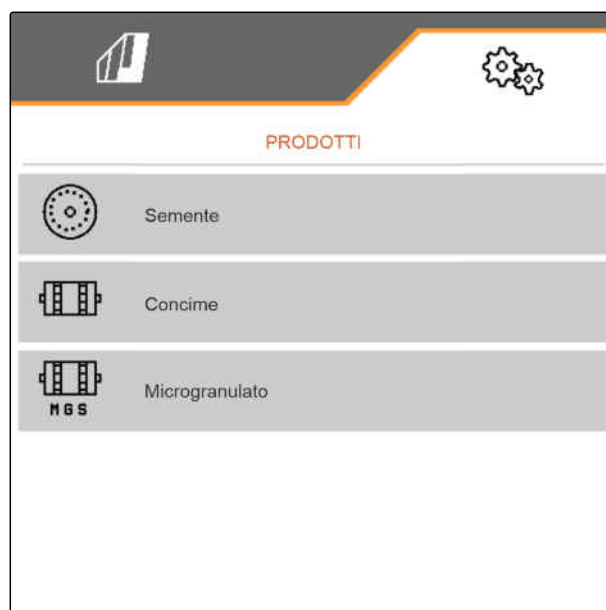 PRODOTTI
Semente
Concime
MGS
Microgranulato